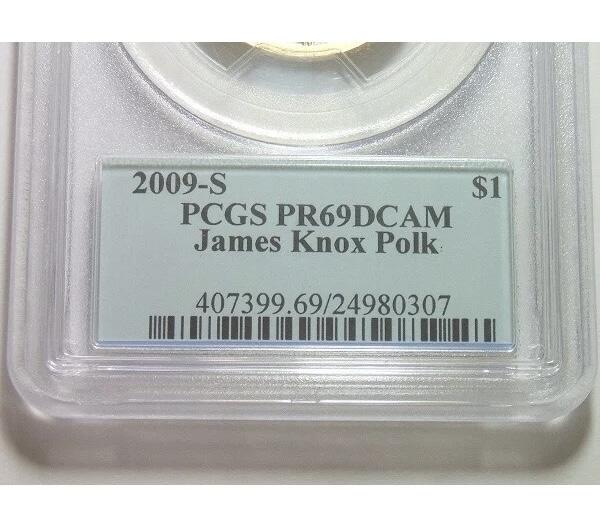 2009-S $1
PCGS PR69DCAM
James Knox Polk
407399.69/24980307